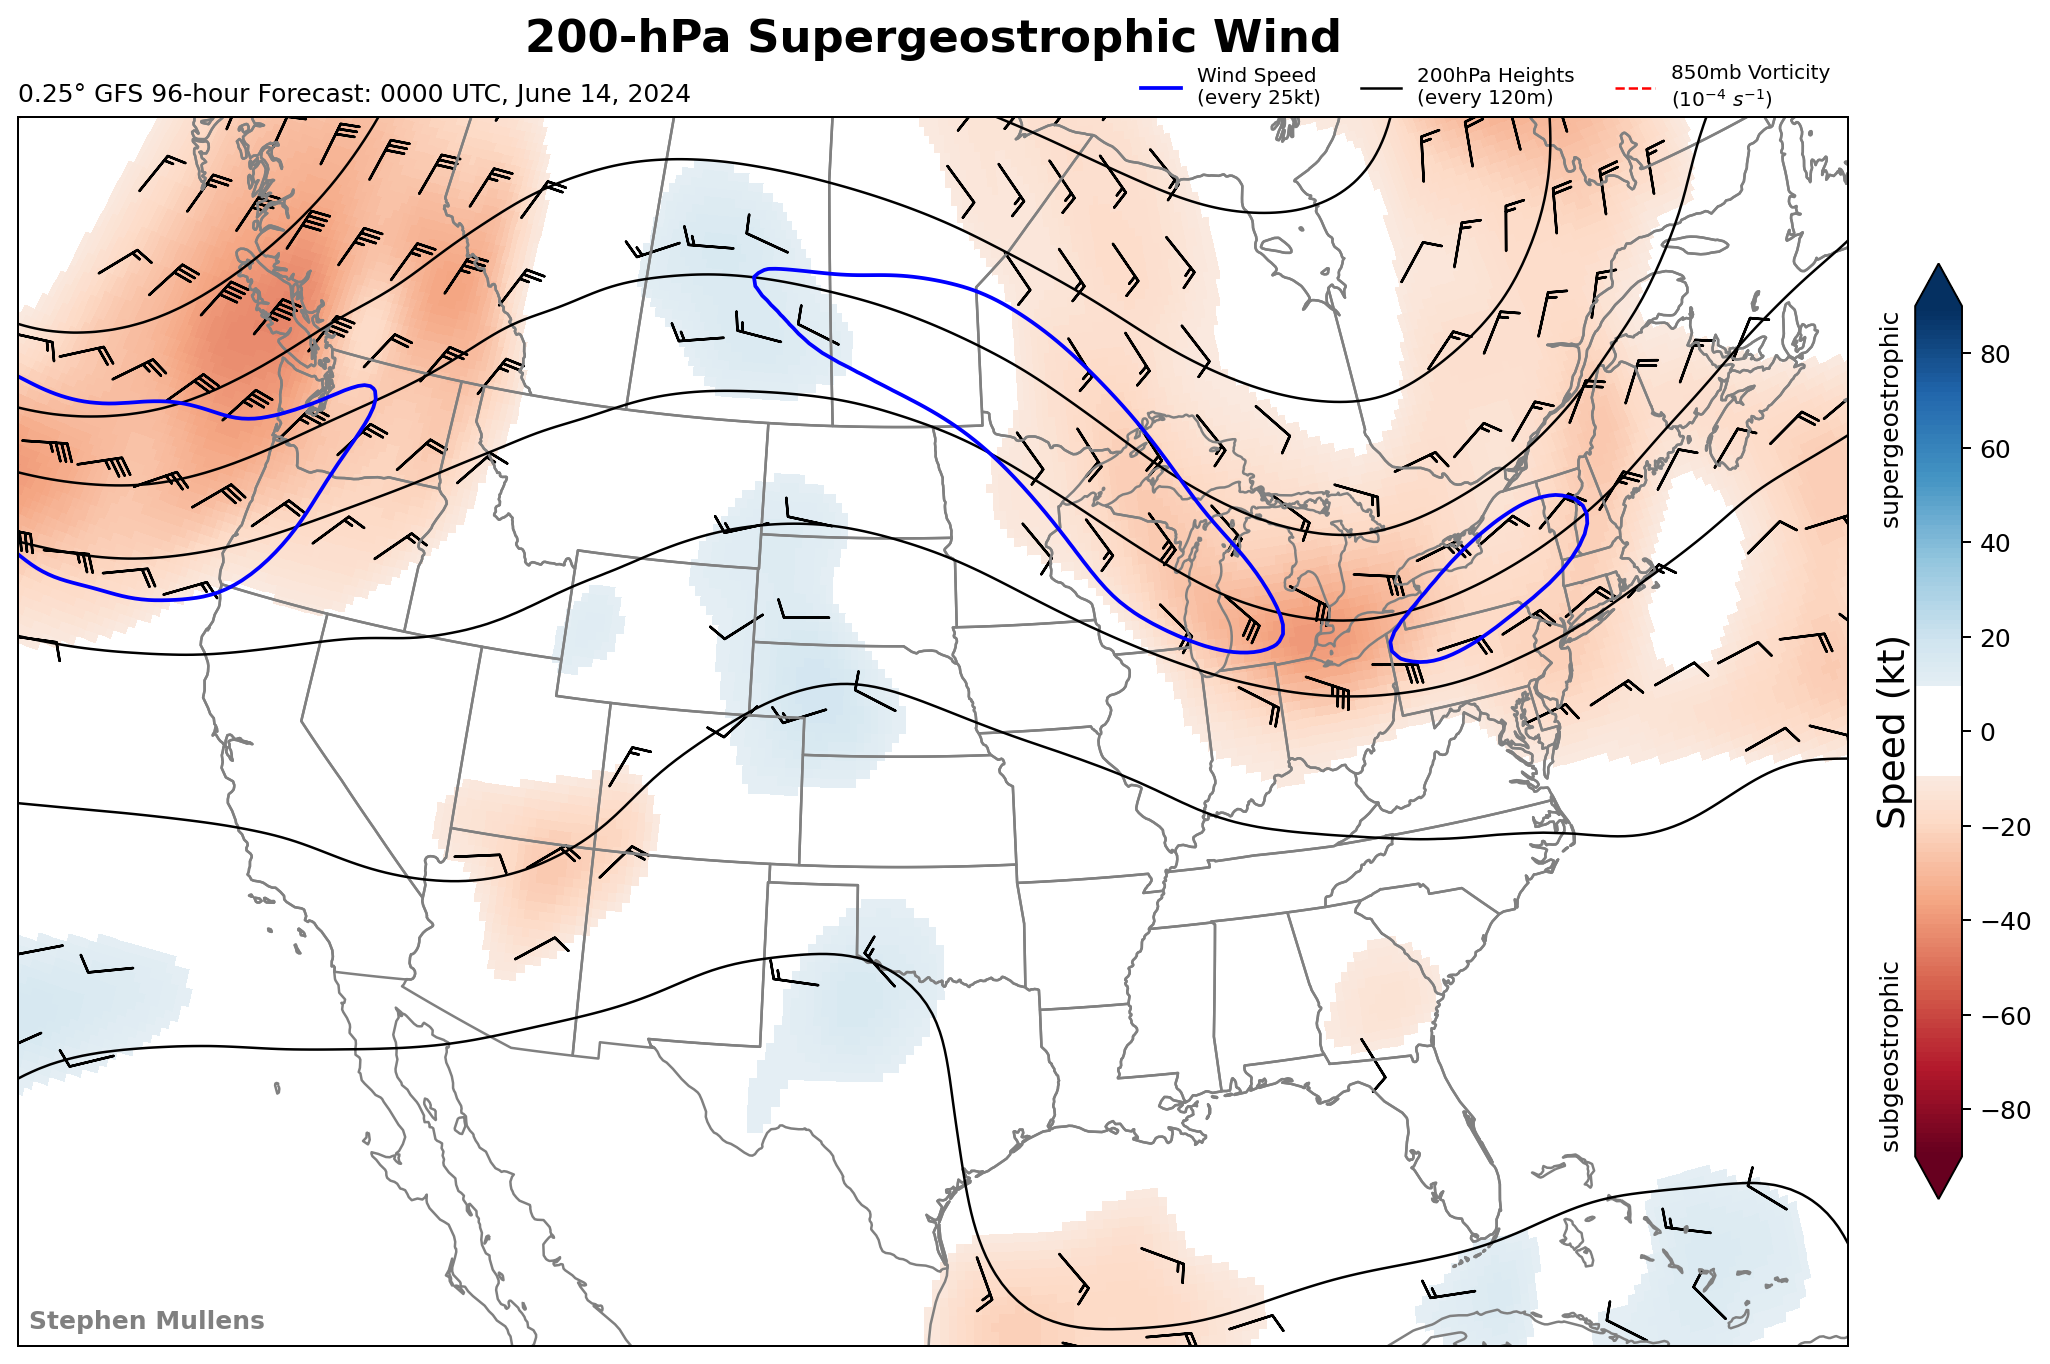 200-hPa Supergeostrophic Wind
0.25° GFS 96-hour Forecast: 0000 UTC, June 14, 2024
Wind Speed
(every 25kt)
200hPa Heights
(every 120m)
850mb Vorticity
(10⁻⁴ s⁻¹)
supergeostrophic
Speed (kt)
subgeostrophic
80
60
40
20
0
−20
−40
−60
−80
Stephen Mullens